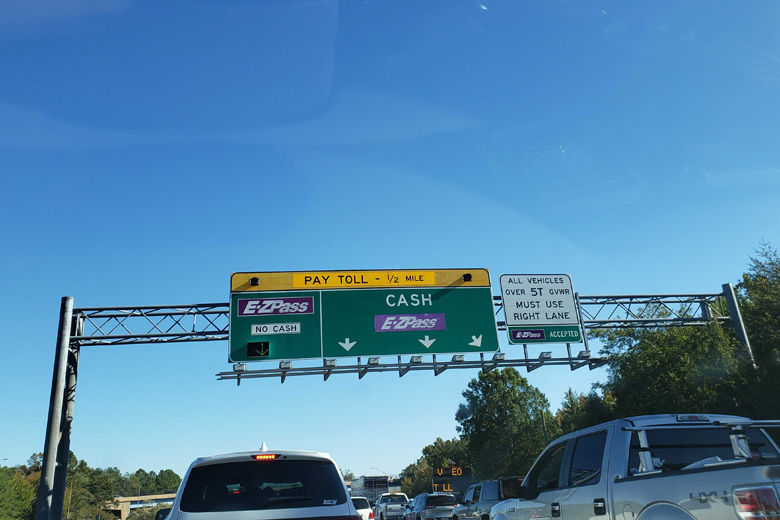 PAY TOLL - 1/2 MILE
E-ZPass
NO CASH
CASH
E-ZPass
ALL VEHICLES
OVER 5T GVWR
MUST USE
RIGHT LANE
E-ZPass ACCEPTED